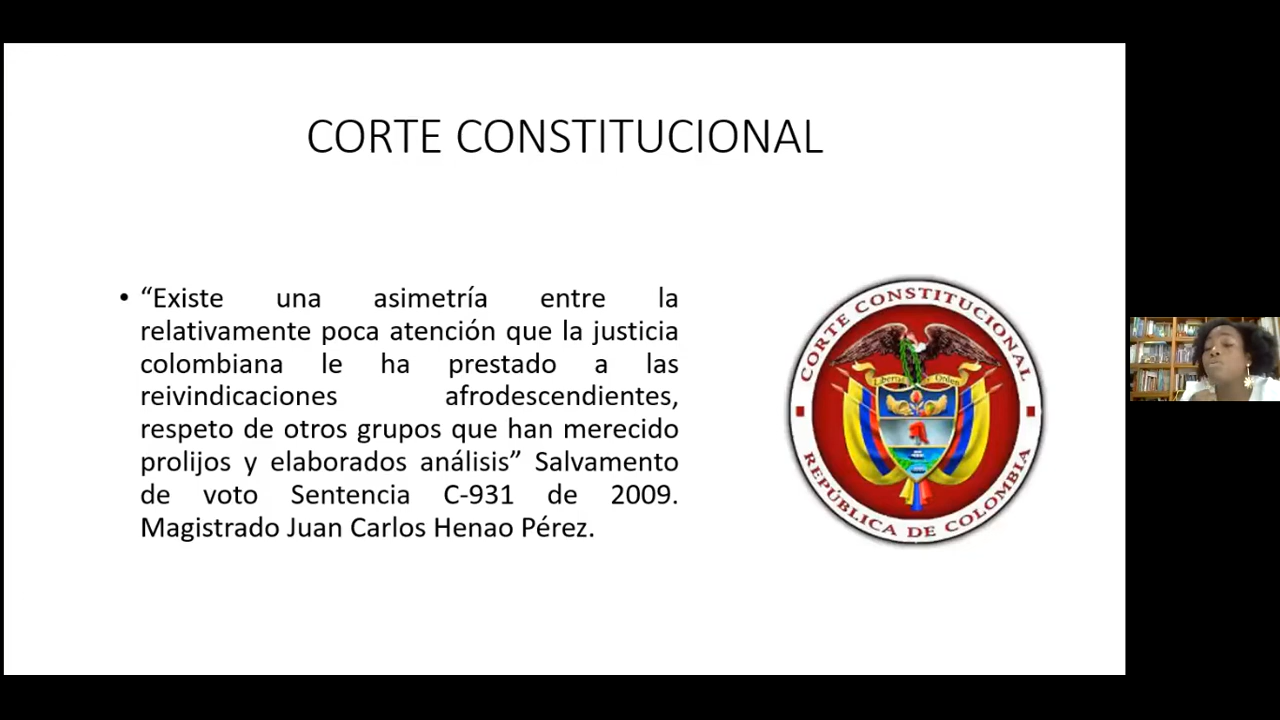 CORTE CONSTITUCIONAL
• “Existe una asimetría entre la
relativamente poca atención que la justicia
colombiana le ha prestado a las
reivindicaciones afrodescendientes,
respeto de otros grupos que han merecido
prolijos y elaborados análisis” Salvamento
de voto Sentencia C-931 de 2009.
Magistrado Juan Carlos Henao Pérez.
CORTE CONSTITUCIONAL
Libertad y Orden
REPÚBLICA DE COLOMBIA